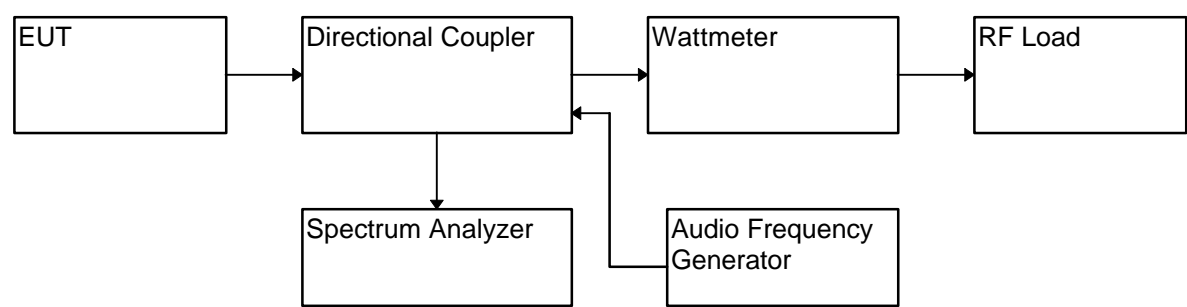 EUT
Directional Coupler
Wattmeter
RF Load
Spectrum Analyzer
Audio Frequency
Generator